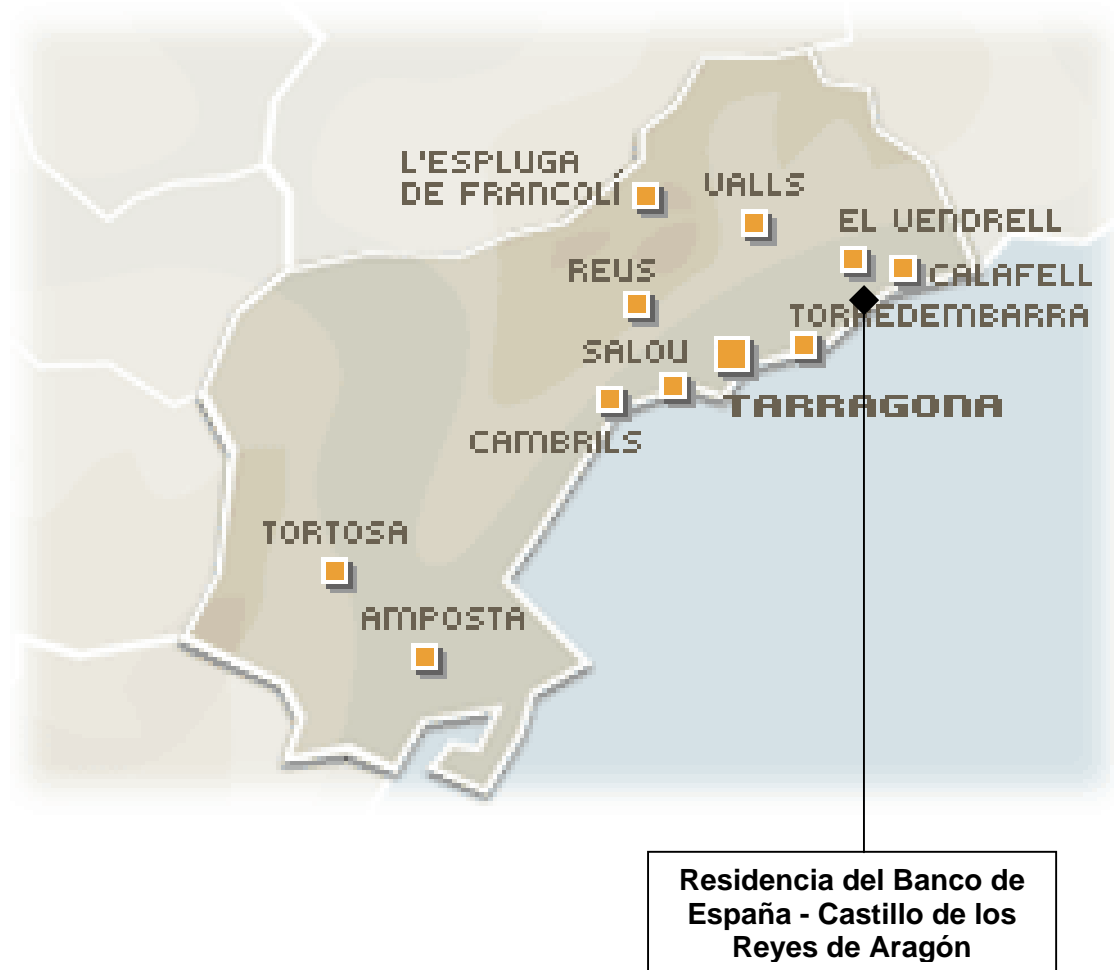 L'ESPLUGA
DE FRANCOLÍ
VALLS
EL VENDRELL
REUS
CALAFELL
TORREDEMBARRA
SALOU
TARRAGONA
CAMBRILS
TORTOSA
AMPOSTA
Residencia del Banco de
España - Castillo de los
Reyes de Aragón